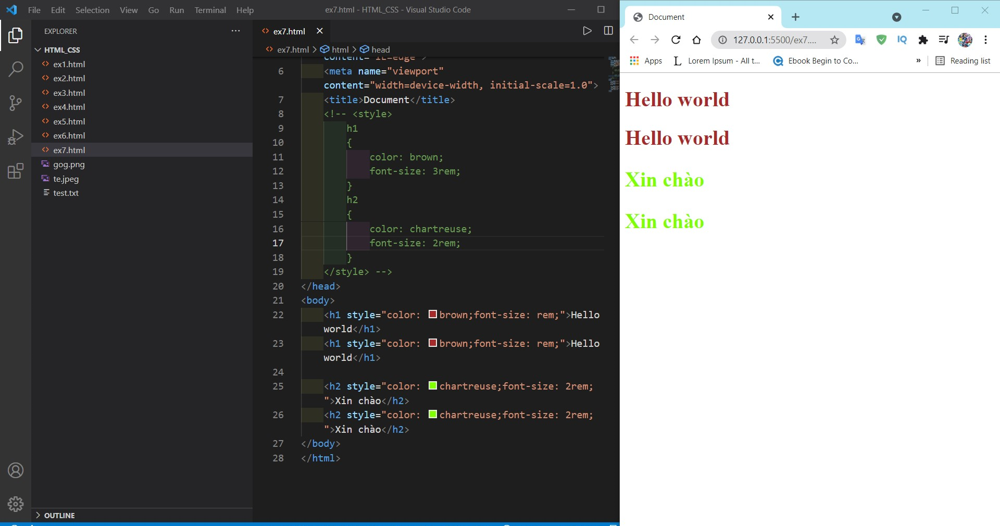 File Edit Selection View Go Run Terminal Help
ex7.html - HTML_CSS - Visual Studio Code
EXPLORER ···
HTML_CSS
ex1.html
ex2.html
ex3.html
ex4.html
ex5.html
ex6.html
ex7.html
gog.png
te.jpeg
test.txt
OUTLINE
ex7.html
ex7.html > html > head
content="IE=edge">
6 <meta name="viewport"
content="width=device-width, initial-scale=1.0">
7 <title>Document</title>
8 <!-- <style>
9 h1
10 {
11 color: brown;
12 font-size: 3rem;
13 }
14 h2
15 {
16 color: chartreuse;
17 font-size: 2rem;
18 }
19 </style> -->
20 </head>
21 <body>
22 <h1 style="color: brown;font-size: rem;">Hello
world</h1>
23 <h1 style="color: brown;font-size: rem;">Hello
world</h1>
24
25 <h2 style="color: chartreuse;font-size: 2rem;
">Xin chào</h2>
26 <h2 style="color: chartreuse;font-size: 2rem;
">Xin chào</h2>
27 </body>
28 </html>
Document
127.0.0.1:5500/ex7....
Apps L Lorem Ipsum - All t... Ebook Begin to Co... » Reading list
Hello world
Hello world
Xin chào
Xin chào